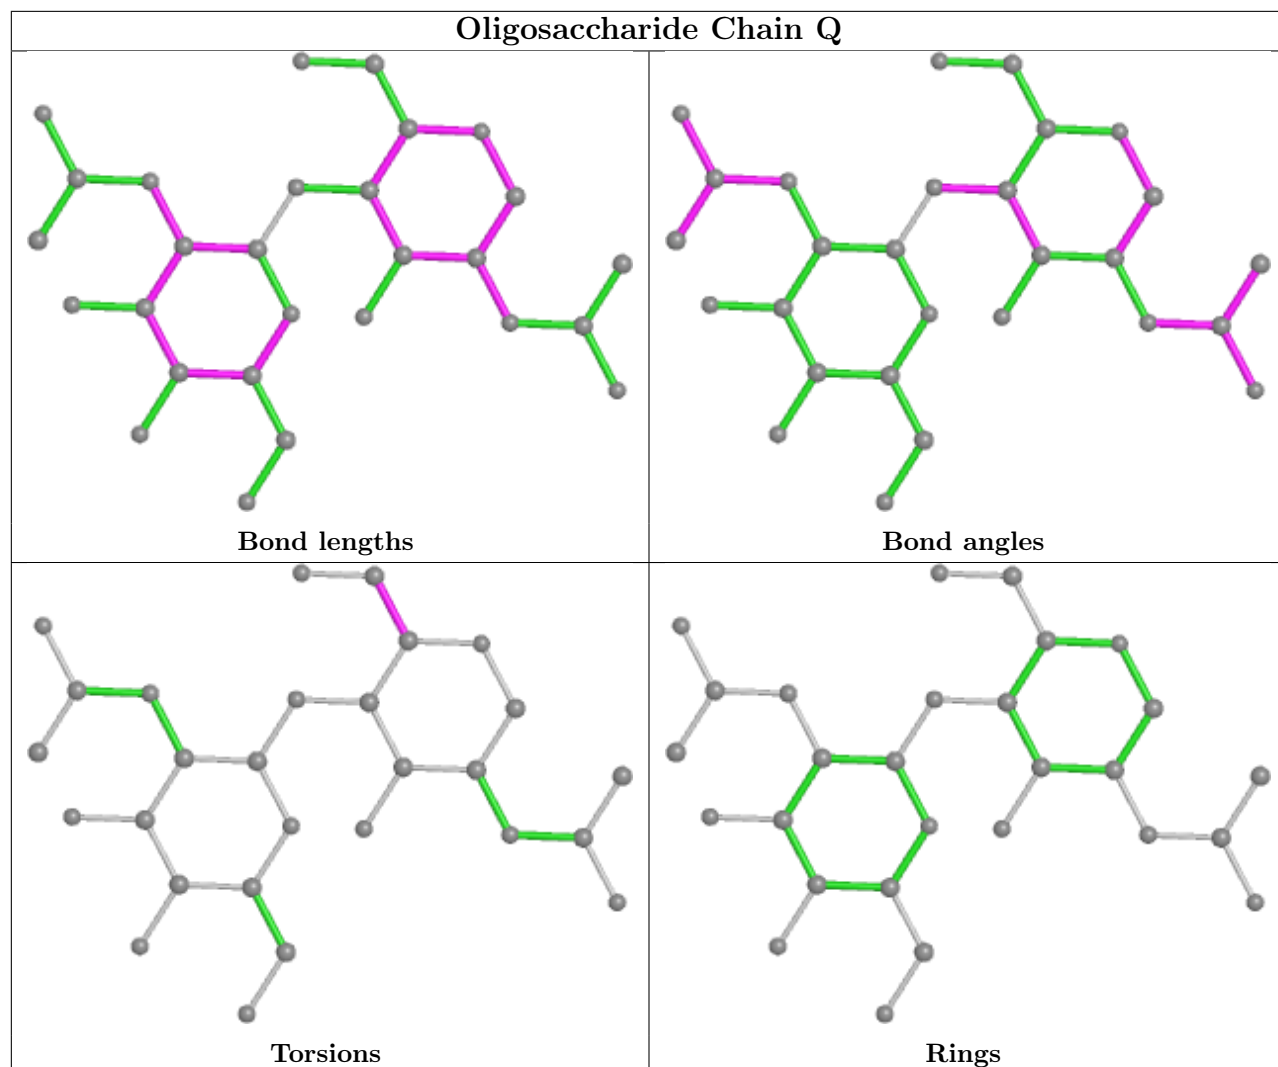 Oligosaccharide Chain Q
Bond lengths
Bond angles
Torsions
Rings